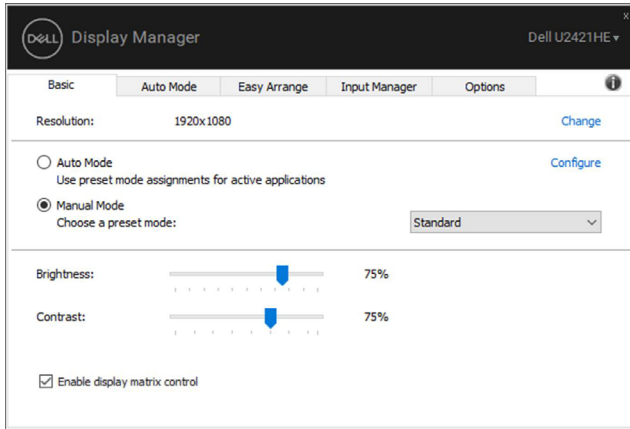 x
DELL Display Manager Dell U2421HE
Basic Auto Mode Easy Arrange Input Manager Options i
Resolution: 1920x1080 Change
Auto Mode Configure
Use preset mode assignments for active applications
Manual Mode
Choose a preset mode: Standard
Brightness: 75%
Contrast: 75%
Enable display matrix control